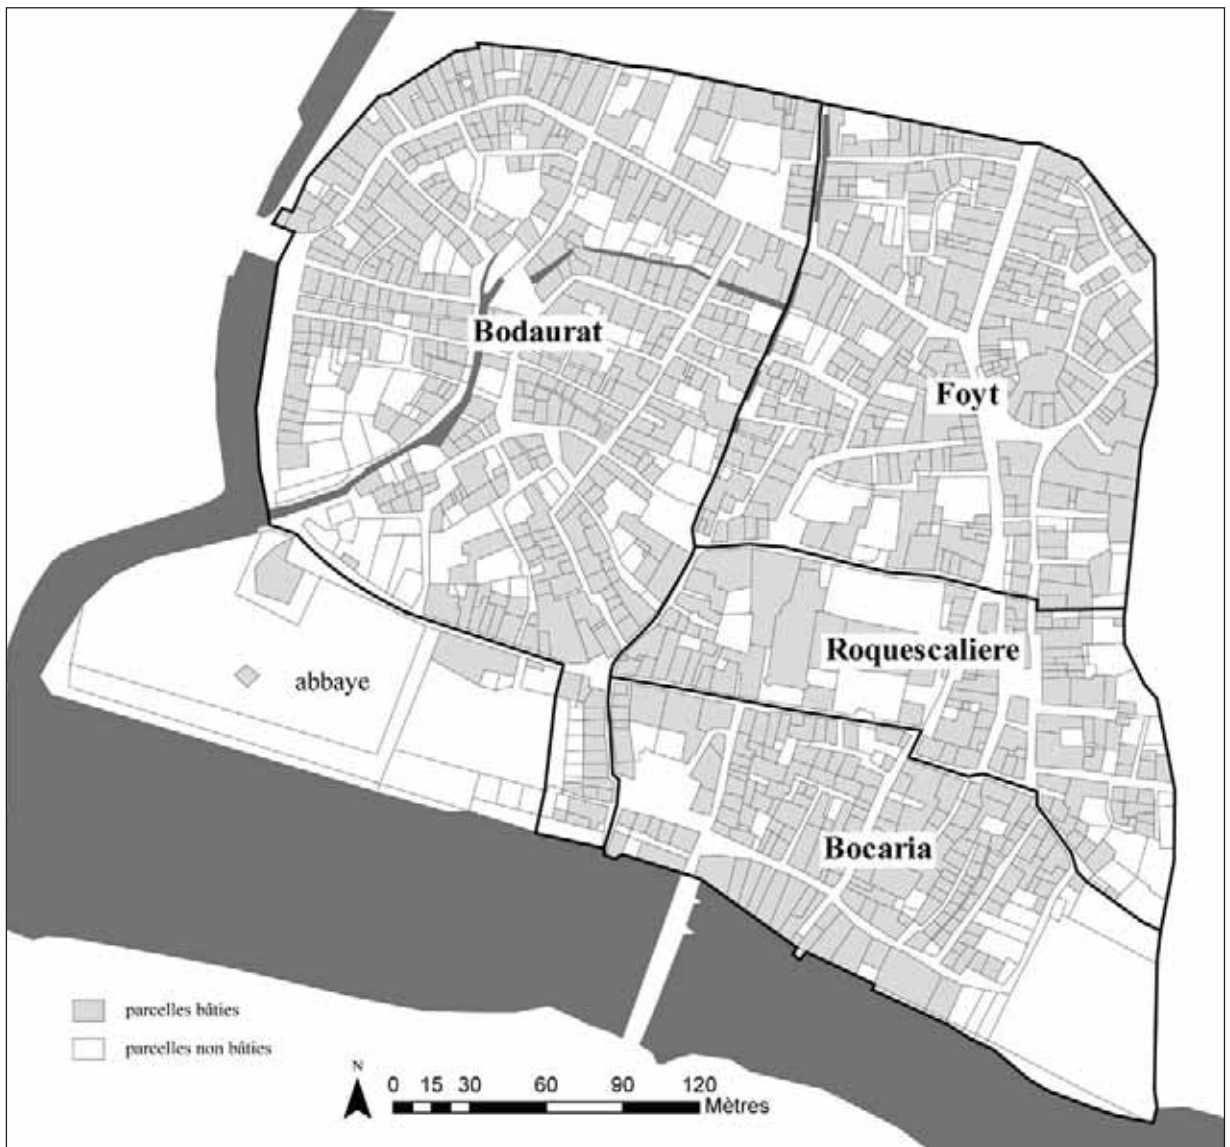 Bodaurat
Foyt
Roquescaliere
abbaye
Bocaria
parcelles bâties
parcelles non bâties
N
0 15 30 60 90 120
Mètres